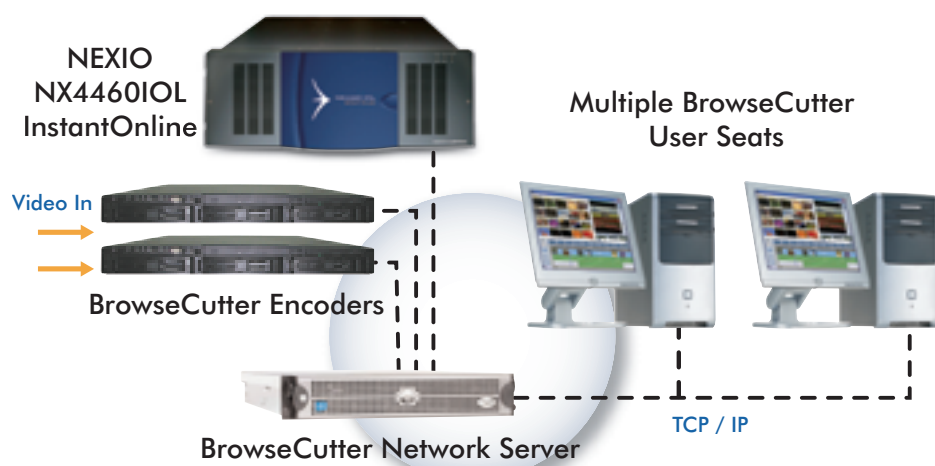 NEXIO
NX4460IOL
InstantOnline
Multiple BrowseCutter
User Seats
Video In
BrowseCutter Encoders
TCP / IP
BrowseCutter Network Server